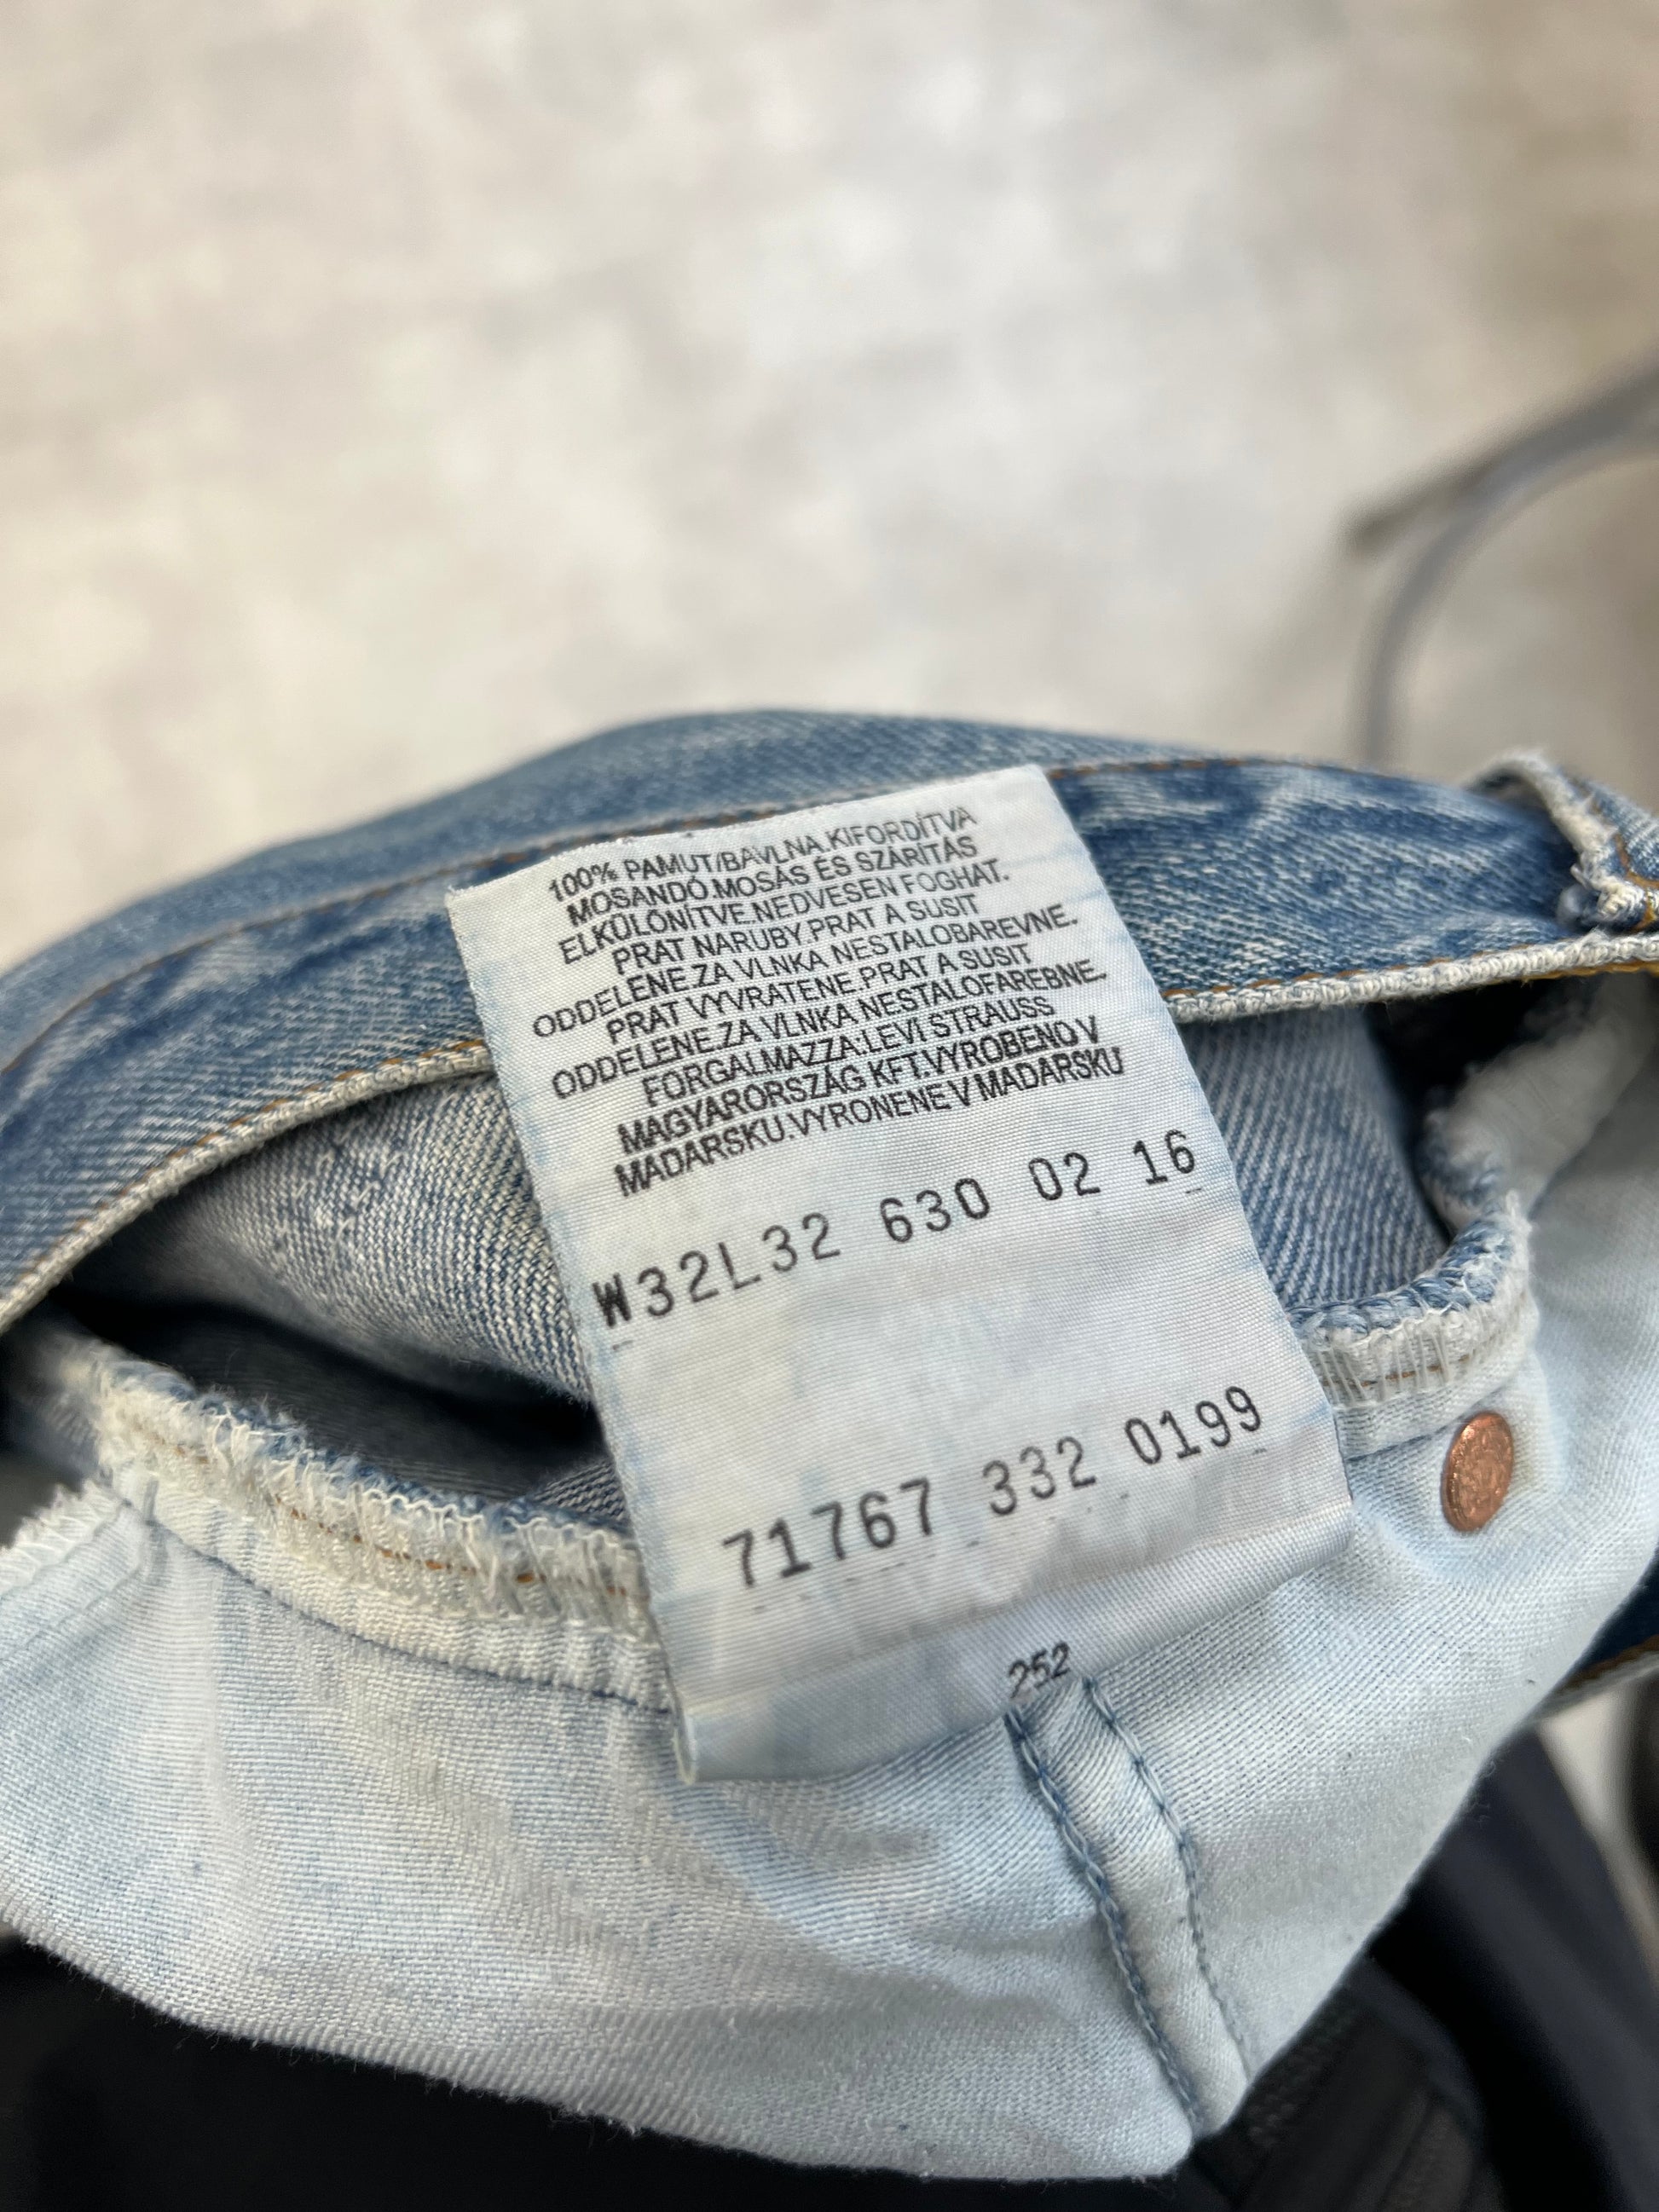 100% PAMUT/BAVLNA.KIFORDÍTVA
MOSANDÓ.MOSÁS ÉS SZÁRÍTÁS
ELKÜLÖNÍTVE.NEDVESEN FOGHAT.
PRAT NARUBY.PRAT A SUSIT
ODDELENE.ZA VLNKA NESTALOBAREVNE.
PRAT VYVRATENE.PRAT A SUSIT
ODDELENE.ZA VLNKA NESTALOFAREBNE.
FORGALMAZZA:LEVI STRAUSS
MAGYARORSZÁG KFT.VYROBENO V
MADARSKU.VYRONENE V MADARSKU
W32L32 630 02 16
71767 332 0199
252